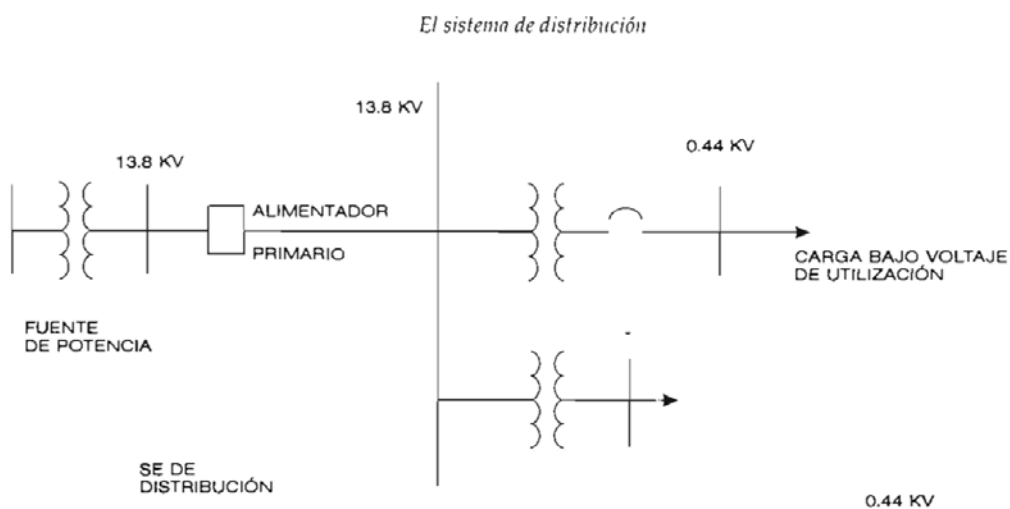 El sistema de distribución
13.8 KV
0.44 KV
13.8 KV
ALIMENTADOR
PRIMARIO
CARGA BAJO VOLTAJE
DE UTILIZACIÓN
FUENTE
DE POTENCIA
SE DE
DISTRIBUCIÓN
0.44 KV